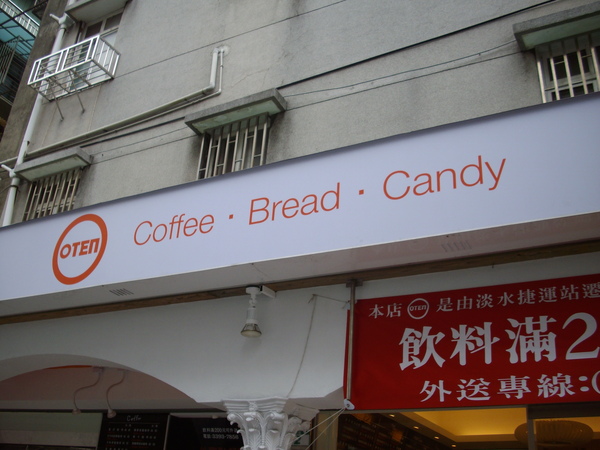 OTEN Coffee · Bread · Candy
本店 OTEN 是由淡水捷運站遷
飲料滿2
外送專線:
Coffee